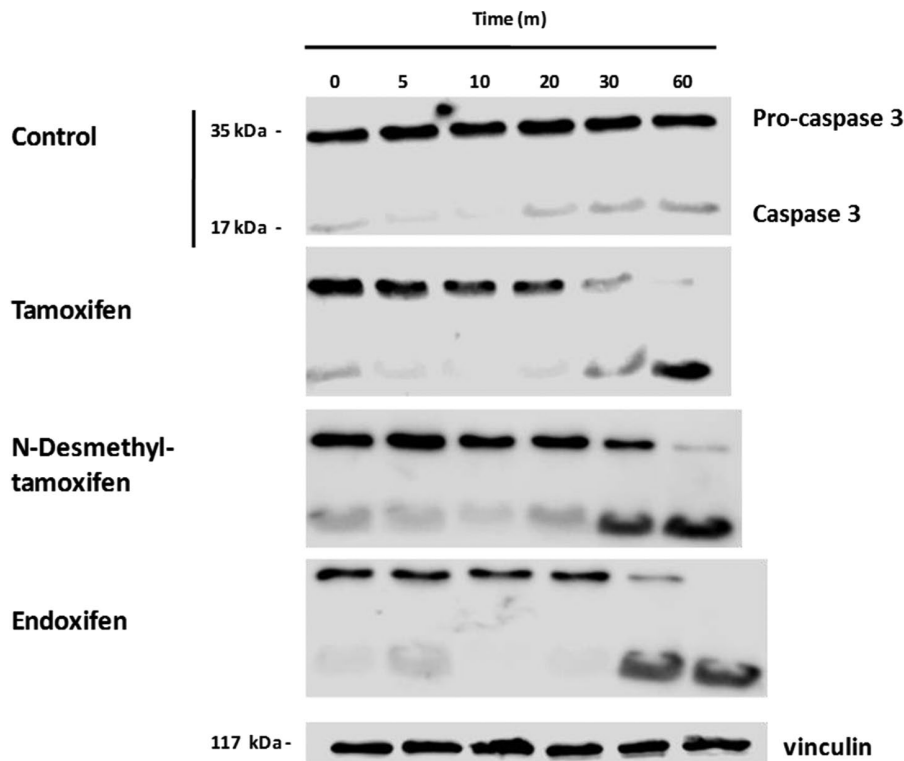 Time (m)
0 5 10 20 30 60
Control
35 kDa -
Pro-caspase 3
17 kDa -
Caspase 3
Tamoxifen
N-Desmethyl-
tamoxifen
Endoxifen
117 kDa-
vinculin